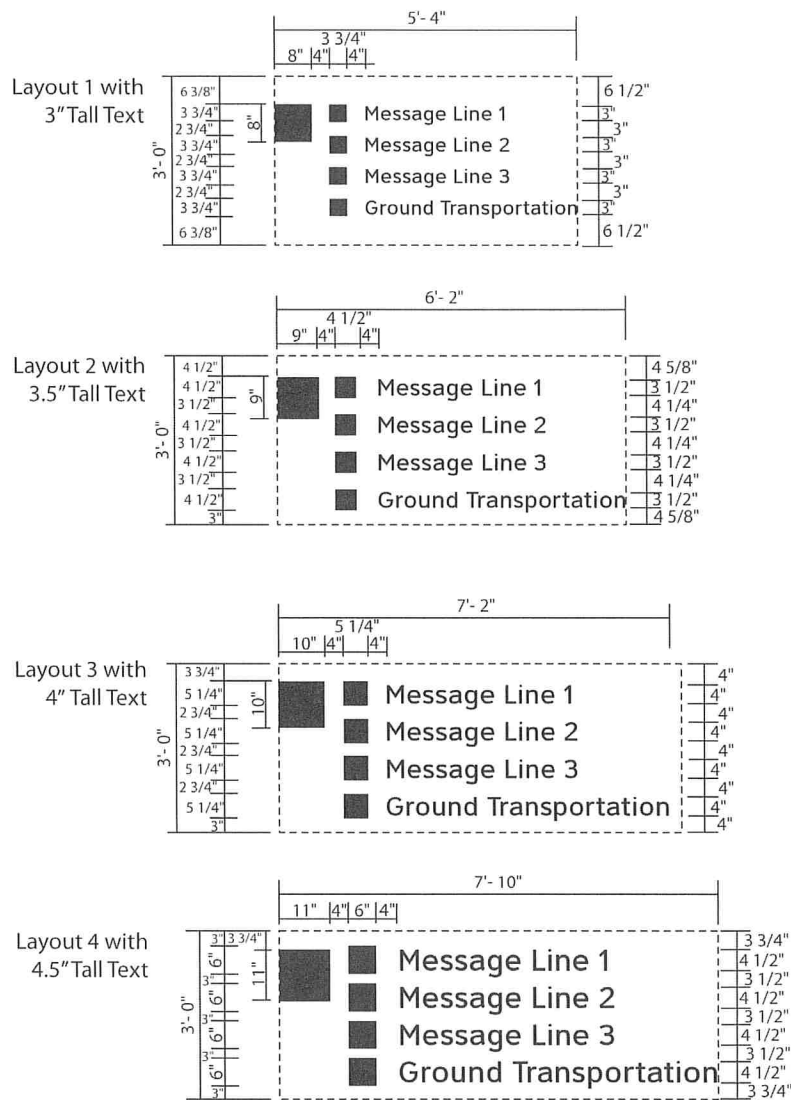 5'- 4"
3 3/4"
8" 4" 4"
Layout 1 with
3" Tall Text
3'- 0"
6 3/8"
3 3/4"
2 3/4"
3 3/4"
2 3/4"
3 3/4"
2 3/4"
3 3/4"
6 3/8"
8"
Message Line 1
Message Line 2
Message Line 3
Ground Transportation
6 1/2"
3"
3"
3"
3"
3"
3"
3"
6 1/2"
6'- 2"
4 1/2"
9" 4" 4"
Layout 2 with
3.5" Tall Text
3'- 0"
4 1/2"
4 1/2"
3 1/2"
4 1/2"
3 1/2"
4 1/2"
3 1/2"
4 1/2"
3"
9"
Message Line 1
Message Line 2
Message Line 3
Ground Transportation
4 5/8"
3 1/2"
4 1/4"
3 1/2"
4 1/4"
3 1/2"
4 1/4"
3 1/2"
4 5/8"
7'- 2"
5 1/4"
10" 4" 4"
Layout 3 with
4" Tall Text
3'- 0"
3 3/4"
5 1/4"
2 3/4"
5 1/4"
2 3/4"
5 1/4"
2 3/4"
5 1/4"
3"
10"
Message Line 1
Message Line 2
Message Line 3
Ground Transportation
4"
4"
4"
4"
4"
4"
4"
4"
4"
7'- 10"
11" 4" 6" 4"
Layout 4 with
4.5" Tall Text
3'- 0"
3" 3 3/4"
6"
3"
6"
3"
6"
3"
6"
3"
11"
Message Line 1
Message Line 2
Message Line 3
Ground Transportation
3 3/4"
4 1/2"
3 1/2"
4 1/2"
3 1/2"
4 1/2"
3 1/2"
4 1/2"
3 3/4"